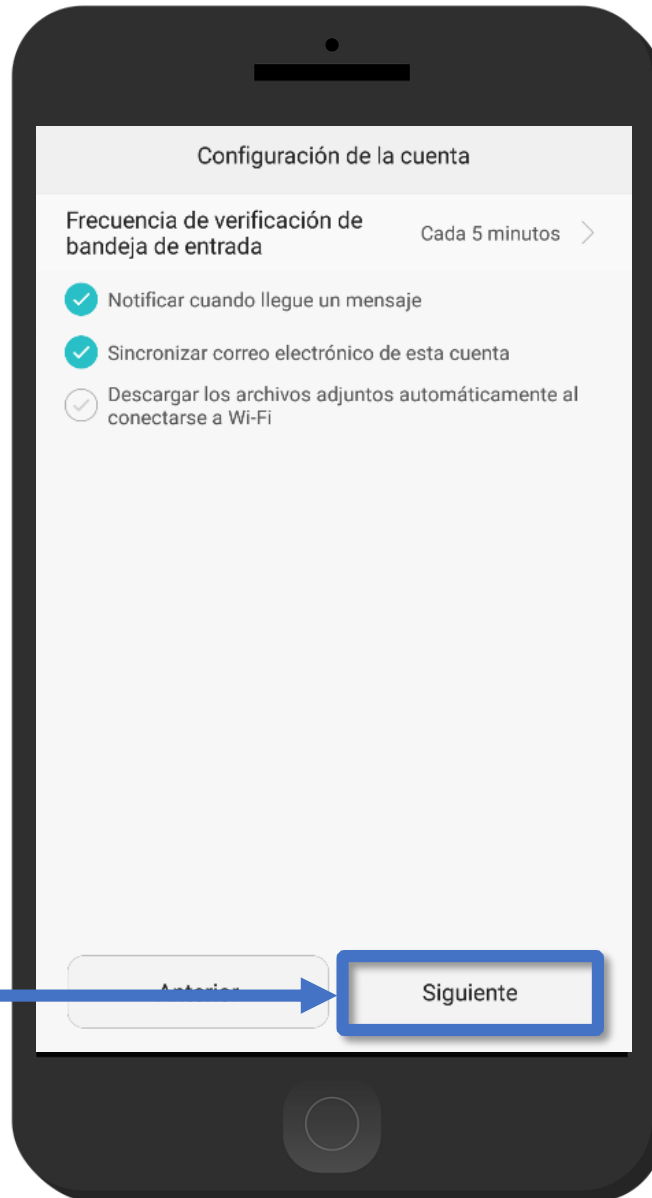 Configuración de la cuenta
Frecuencia de verificación de
bandeja de entrada
Cada 5 minutos
Notificar cuando llegue un mensaje
Sincronizar correo electrónico de esta cuenta
Descargar los archivos adjuntos automáticamente al
conectarse a Wi-Fi
Anterior
Siguiente